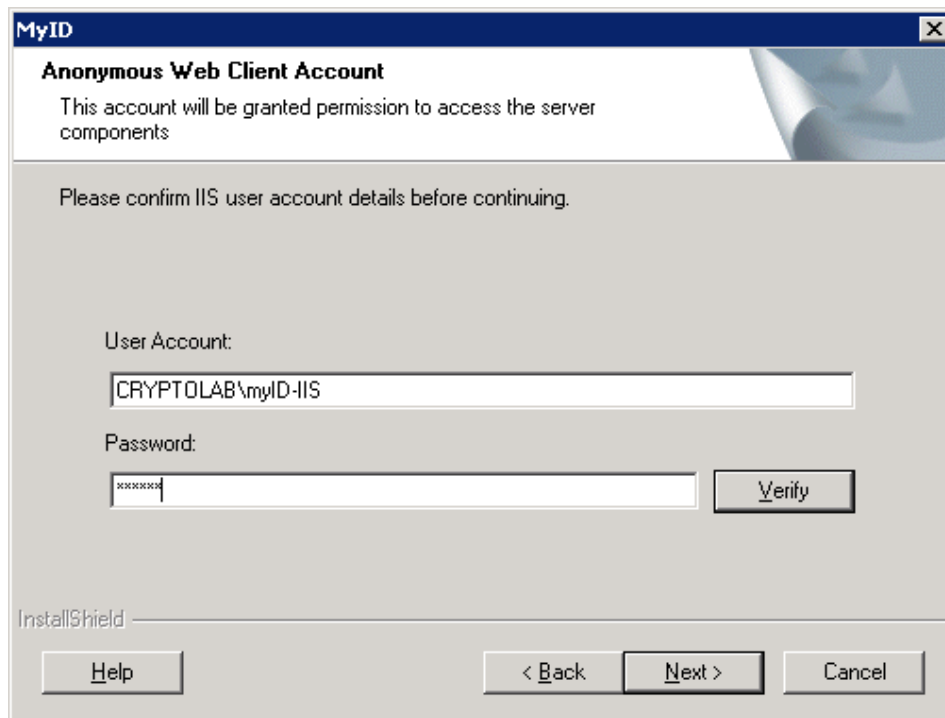 MyID
Anonymous Web Client Account
This account will be granted permission to access the server
components
Please confirm IIS user account details before continuing.
User Account:
CRYPTOLAB\myID-IIS
Password:
******
Verify
InstallShield
Help
< Back
Next >
Cancel